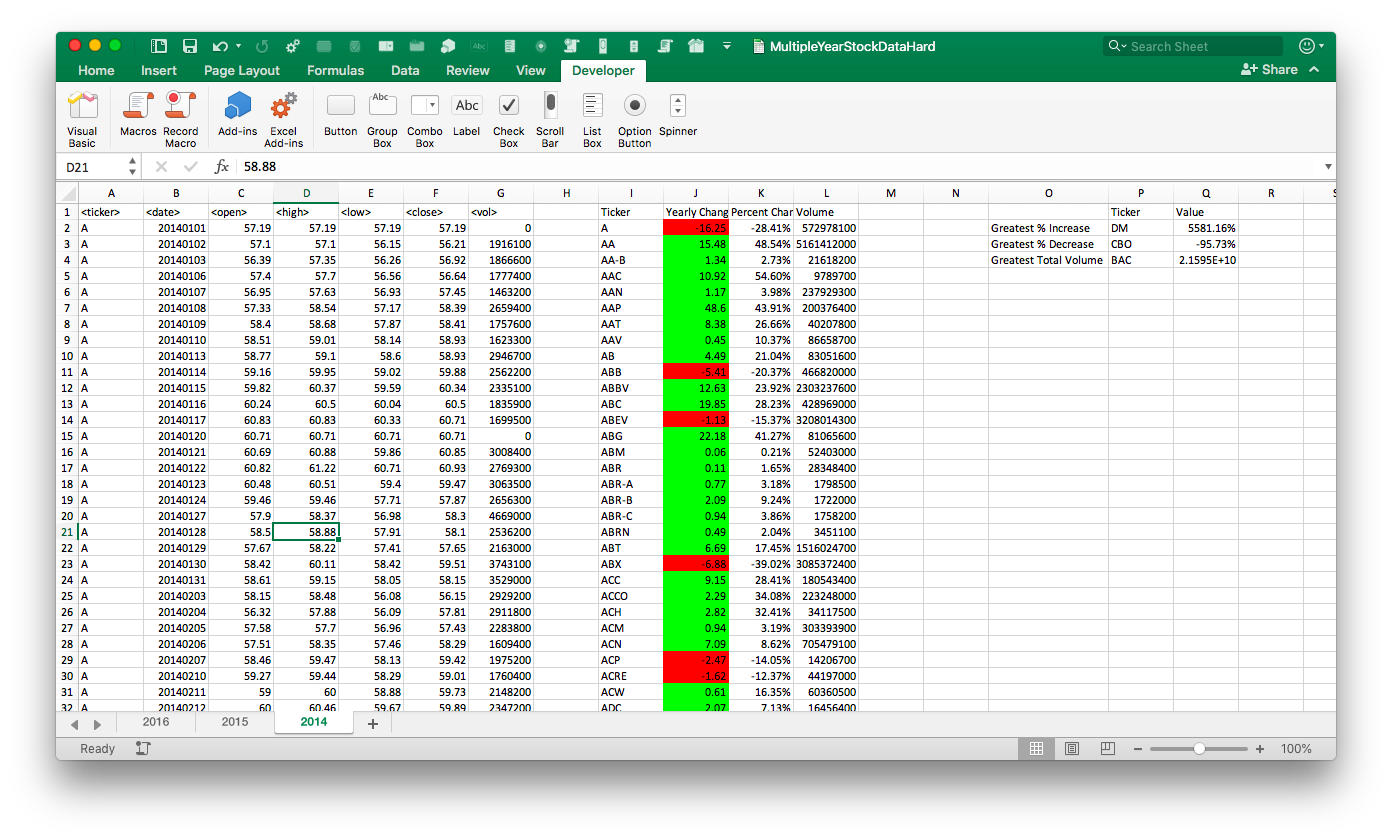 MultipleYearStockDataHard
Search Sheet
Home Insert Page Layout Formulas Data Review View Developer
Share
Visual Basic Macros Record Macro Add-ins Excel Add-ins Button Group Box Combo Box Label Check Box Scroll Bar List Box Option Button Spinner
Abc Abc
D21 fx 58.88
A B C D E F G H I J K L M N O P Q R S
1 <ticker> <date> <open> <high> <low> <close> <vol> Ticker Yearly Chang Percent Char Volume Ticker Value
2 A 20140101 57.19 57.19 57.19 57.19 0 A -16.25 -28.41% 572978100 Greatest % Increase DM 5581.16%
3 A 20140102 57.1 57.1 56.15 56.21 1916100 AA 15.48 48.54% 5161412000 Greatest % Decrease CBO -95.73%
4 A 20140103 56.39 57.35 56.26 56.92 1866600 AA-B 1.34 2.73% 21618200 Greatest Total Volume BAC 2.1595E+10
5 A 20140106 57.4 57.7 56.56 56.64 1777400 AAC 10.92 54.60% 9789700
6 A 20140107 56.95 57.63 56.93 57.45 1463200 AAN 1.17 3.98% 237929300
7 A 20140108 57.33 58.54 57.17 58.39 2659400 AAP 48.6 43.91% 200376400
8 A 20140109 58.4 58.68 57.87 58.41 1757600 AAT 8.38 26.66% 40207800
9 A 20140110 58.51 59.01 58.14 58.93 1623300 AAV 0.45 10.37% 86658700
10 A 20140113 58.77 59.1 58.6 58.93 2946700 AB 4.49 21.04% 83051600
11 A 20140114 59.16 59.95 59.02 59.88 2562200 ABB -5.41 -20.37% 466820000
12 A 20140115 59.82 60.37 59.59 60.34 2335100 ABBV 12.63 23.92% 2303237600
13 A 20140116 60.24 60.5 60.04 60.5 1835900 ABC 19.85 28.23% 428969000
14 A 20140117 60.83 60.83 60.33 60.71 1699500 ABEV -1.13 -15.37% 3208014300
15 A 20140120 60.71 60.71 60.71 60.71 0 ABG 22.18 41.27% 81065600
16 A 20140121 60.69 60.88 59.86 60.85 3008400 ABM 0.06 0.21% 52403000
17 A 20140122 60.82 61.22 60.71 60.93 2769300 ABR 0.11 1.65% 28348400
18 A 20140123 60.48 60.51 59.4 59.47 3063500 ABR-A 0.77 3.18% 1798500
19 A 20140124 59.46 59.46 57.71 57.87 2656300 ABR-B 2.09 9.24% 1722000
20 A 20140127 57.9 58.37 56.98 58.3 4669000 ABR-C 0.94 3.86% 1758200
21 A 20140128 58.5 58.88 57.91 58.1 2536200 ABRN 0.49 2.04% 3451100
22 A 20140129 57.67 58.22 57.41 57.65 2163000 ABT 6.69 17.45% 1516024700
23 A 20140130 58.42 60.11 58.42 59.51 3743100 ABX -6.88 -39.02% 3085372400
24 A 20140131 58.61 59.15 58.05 58.15 3529000 ACC 9.15 28.41% 180543400
25 A 20140203 58.15 58.48 56.08 56.15 2929200 ACCO 2.29 34.08% 223248000
26 A 20140204 56.32 57.88 56.09 57.81 2911800 ACH 2.82 32.41% 34117500
27 A 20140205 57.58 57.7 56.96 57.43 2283800 ACM 0.94 3.19% 303393900
28 A 20140206 57.51 58.35 57.46 58.29 1609400 ACN 7.09 8.62% 705479100
29 A 20140207 58.46 59.47 58.13 59.42 1975200 ACP -2.47 -14.05% 14206700
30 A 20140210 59.27 59.44 58.29 59.01 1760400 ACRE -1.62 -12.37% 44197000
31 A 20140211 59 60 58.88 59.73 2148200 ACW 0.61 16.35% 60360500
32 A 20140212 60 60.46 59.67 59.89 2347200 ADC 2.07 7.13% 16456400
2016 2015 2014 +
Ready 100%